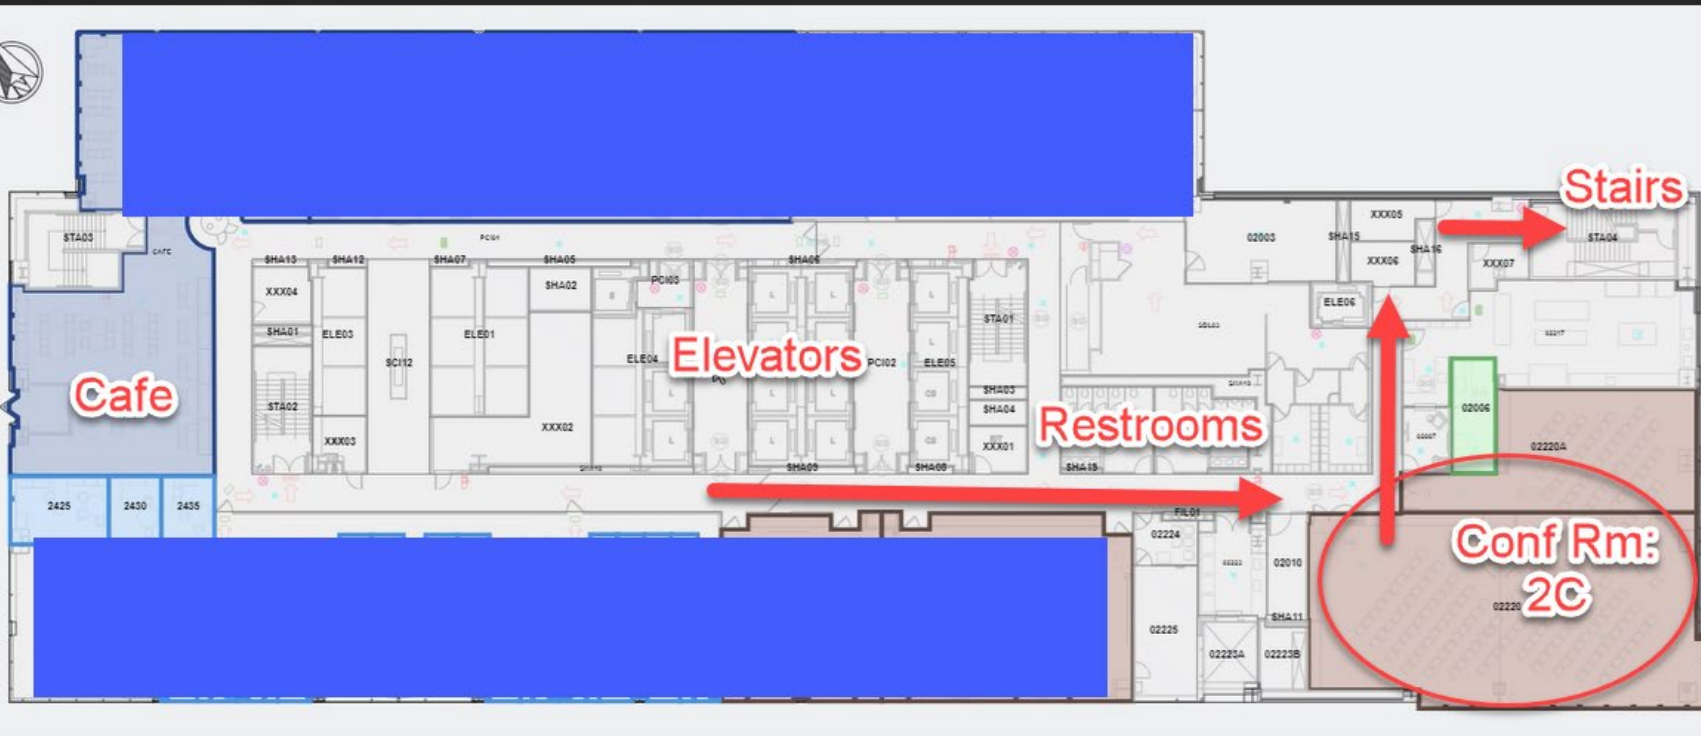 Stairs
XXX05
02003
SHA15
SHA16
STA04
XXX06
XXX07
STA03
CAFE
PCI01
SHA13
SHA12
SHA07
SHA05
SHA06
XXX04
SHA02
PCI03
ELE06
SHA01
ELE03
ELE01
SCI12
STA01
ELE04
Elevators
PCI02
ELE05
L
L
L
L
L
L
L
L
L
L
Cafe
STA02
SHA03
SHA04
02006
XXX03
XXX02
XXX01
Restrooms
02220A
SHA09
SHA08
2425
2430
2435
FIL01
02224
02010
Conf Rm:
2C
02220
SHA11
02225
02223A
02223B